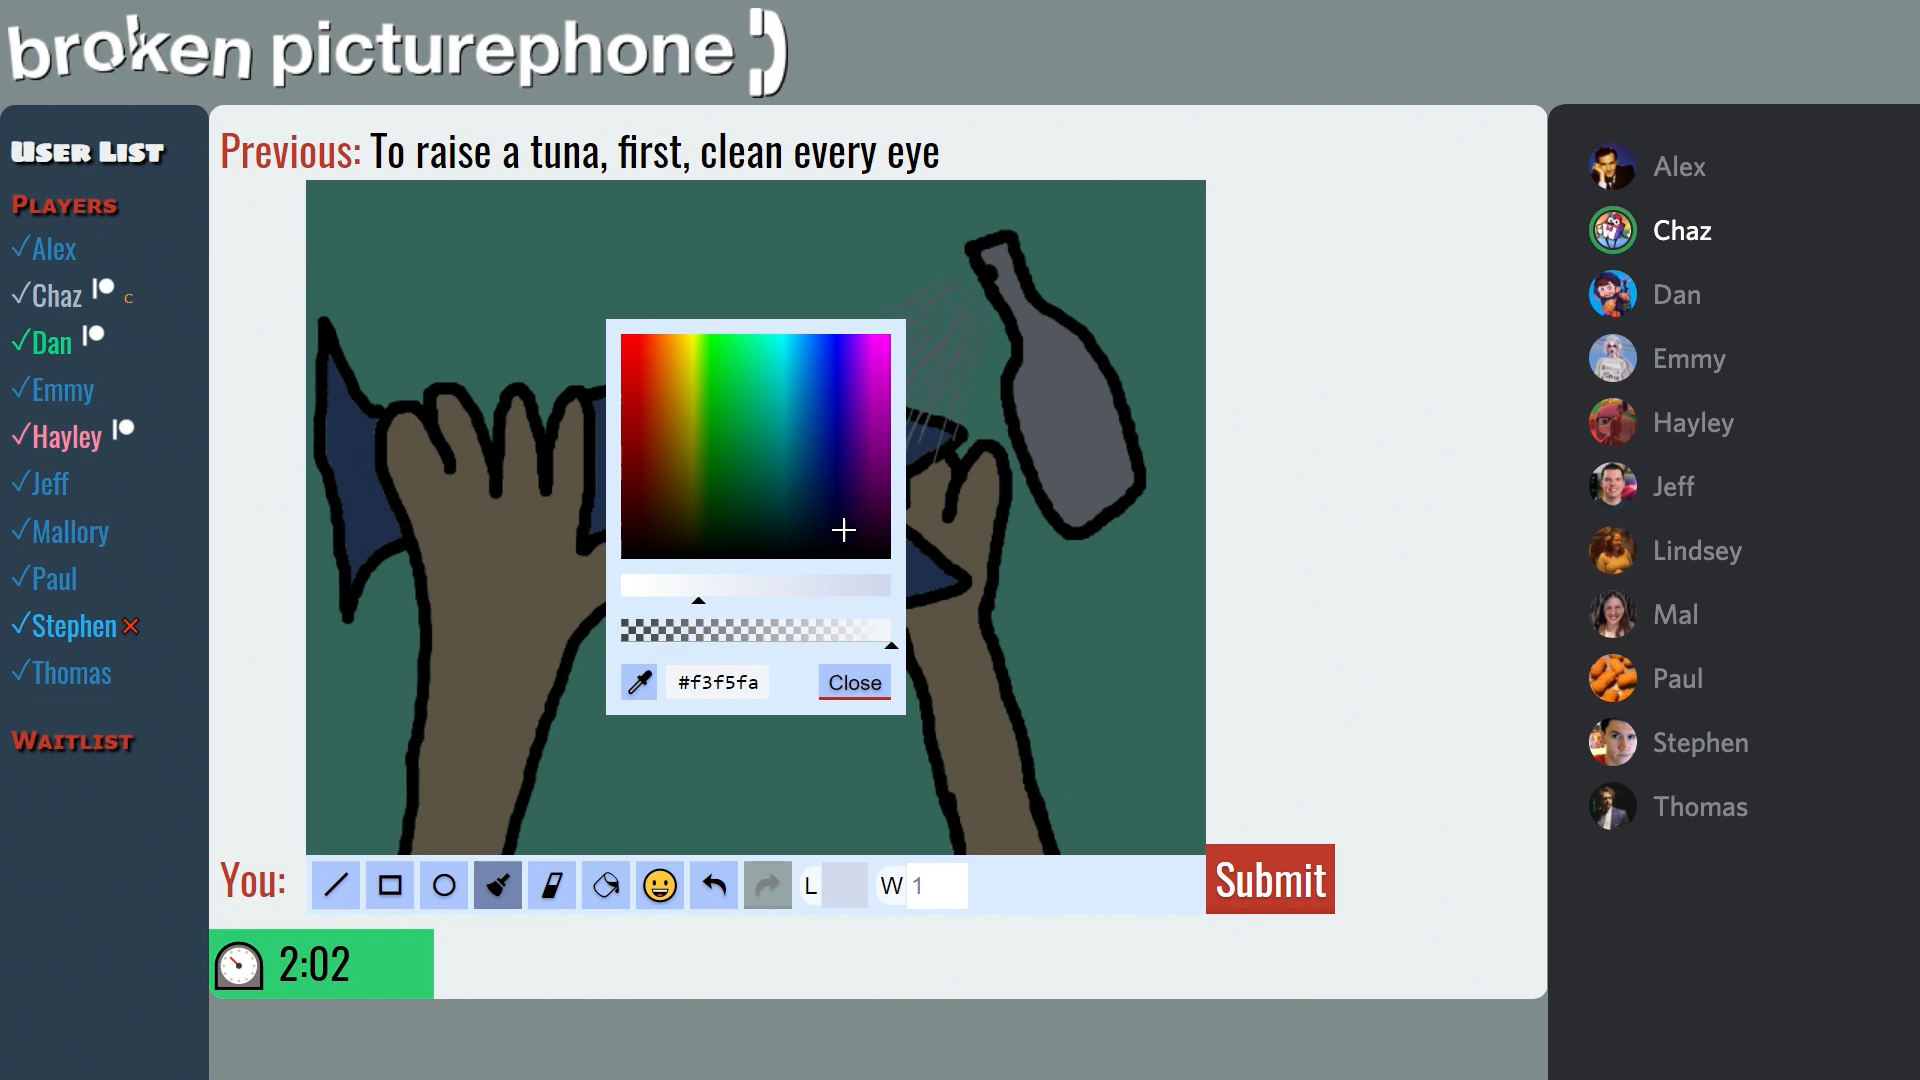 broken picturephone
USER LIST
PLAYERS
✓Alex
✓Chaz C
✓Dan
✓Emmy
✓Hayley
✓Jeff
✓Mallory
✓Paul
✓Stephen
✓Thomas
WAITLIST
Previous: To raise a tuna, first, clean every eye
#f3f5fa
Close
You:
L
W 1
Submit
2:02
Alex
Chaz
Dan
Emmy
Hayley
Jeff
Lindsey
Mal
Paul
Stephen
Thomas